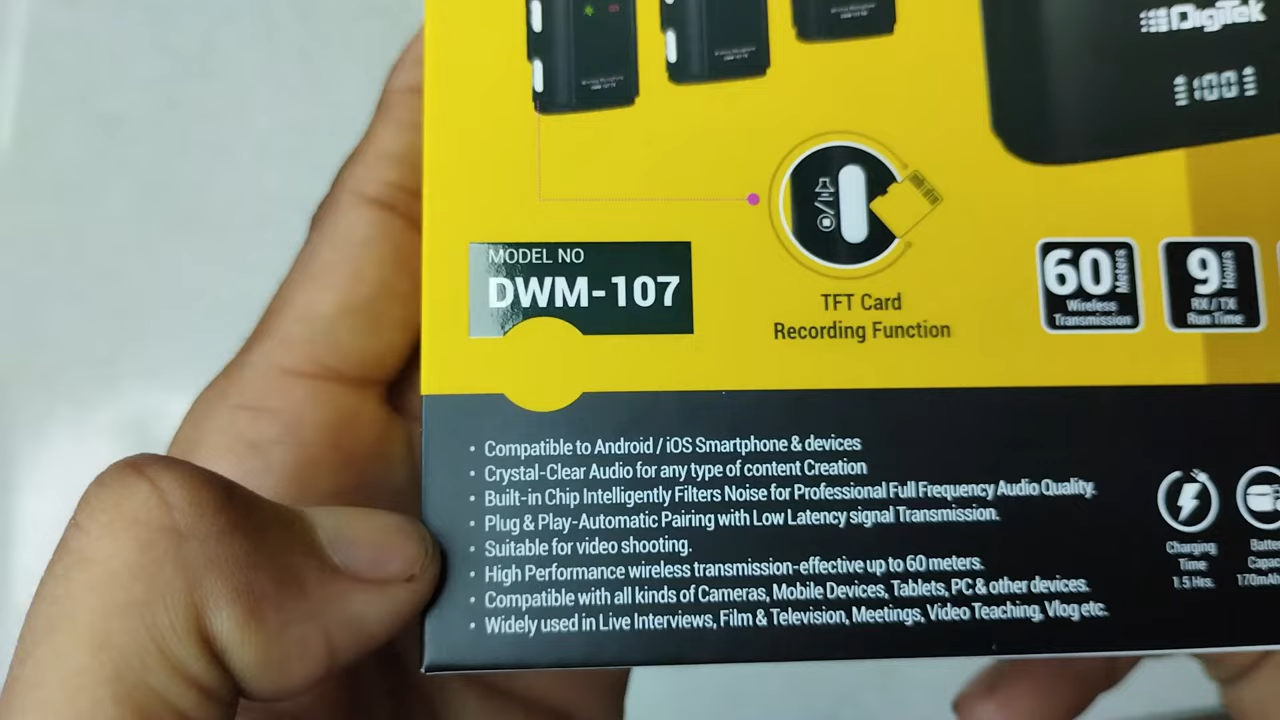 DigiTek
100
MODEL NO
DWM-107
TFT Card
Recording Function
60 Meters
Wireless
Transmission
9 Hours
RX / TX
Run Time
• Compatible to Android / iOS Smartphone & devices
• Crystal-Clear Audio for any type of content Creation
• Built-in Chip Intelligently Filters Noise for Professional Full Frequency Audio Quality.
• Plug & Play-Automatic Pairing with Low Latency signal Transmission.
• Suitable for video shooting.
• High Performance wireless transmission-effective up to 60 meters.
• Compatible with all kinds of Cameras, Mobile Devices, Tablets, PC & other devices.
• Widely used in Live Interviews, Film & Television, Meetings, Video Teaching, Vlog etc.
Charging
Time
1.5 Hrs.
170mAh